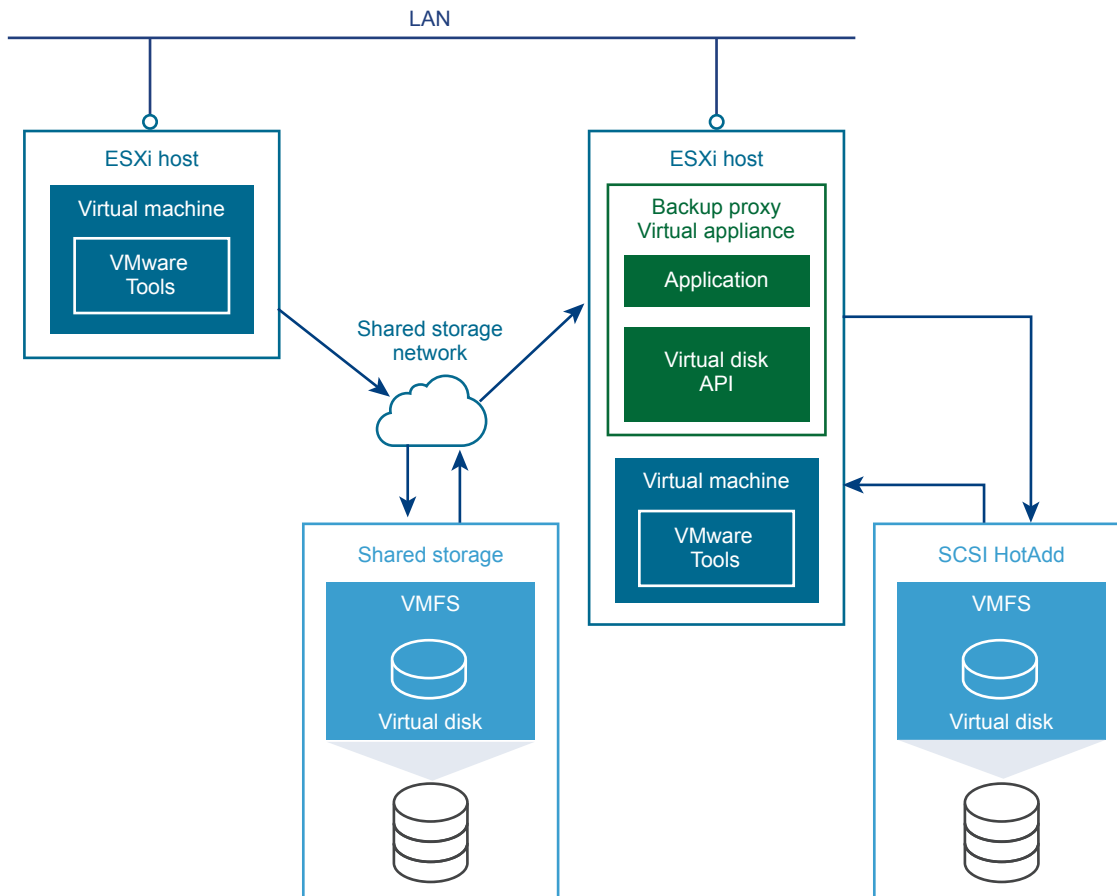 LAN
ESXi host
Virtual machine
VMware
Tools
Shared storage
network
ESXi host
Backup proxy
Virtual appliance
Application
Virtual disk
API
Virtual machine
VMware
Tools
Shared storage
VMFS
Virtual disk
SCSI HotAdd
VMFS
Virtual disk